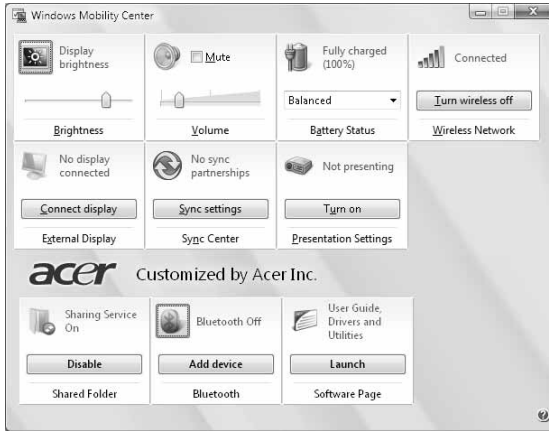 Windows Mobility Center
Display
brightness
Brightness
Mute
Volume
Fully charged
(100%)
Balanced
Battery Status
Connected
Turn wireless off
Wireless Network
No display
connected
Connect display
External Display
No sync
partnerships
Sync settings
Sync Center
Not presenting
Turn on
Presentation Settings
acer Customized by Acer Inc.
Sharing Service
On
Disable
Shared Folder
Bluetooth Off
Add device
Bluetooth
User Guide,
Drivers and
Utilities
Launch
Software Page